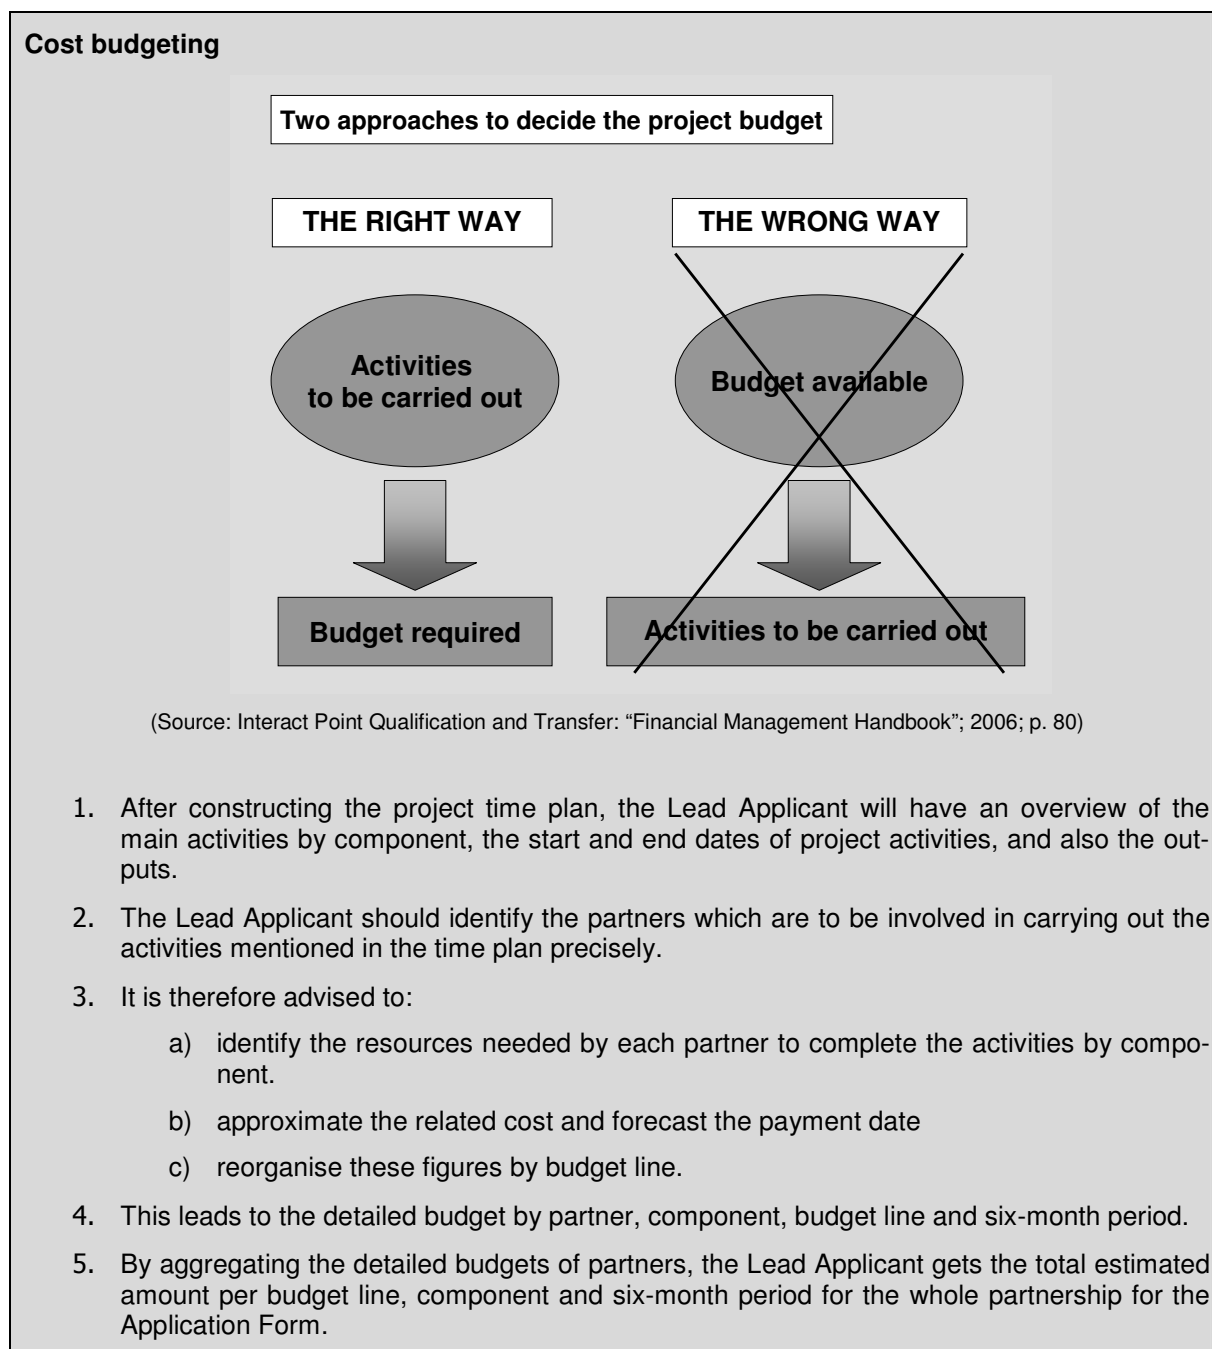 Cost budgeting
Two approaches to decide the project budget
THE RIGHT WAY
THE WRONG WAY
Activities
to be carried out
Budget available
Budget required
Activities to be carried out
(Source: Interact Point Qualification and Transfer: “Financial Management Handbook”; 2006; p. 80)
1. After constructing the project time plan, the Lead Applicant will have an overview of the
main activities by component, the start and end dates of project activities, and also the out-
puts.
2. The Lead Applicant should identify the partners which are to be involved in carrying out the
activities mentioned in the time plan precisely.
3. It is therefore advised to:
a) identify the resources needed by each partner to complete the activities by compo-
nent.
b) approximate the related cost and forecast the payment date
c) reorganise these figures by budget line.
4. This leads to the detailed budget by partner, component, budget line and six-month period.
5. By aggregating the detailed budgets of partners, the Lead Applicant gets the total estimated
amount per budget line, component and six-month period for the whole partnership for the
Application Form.